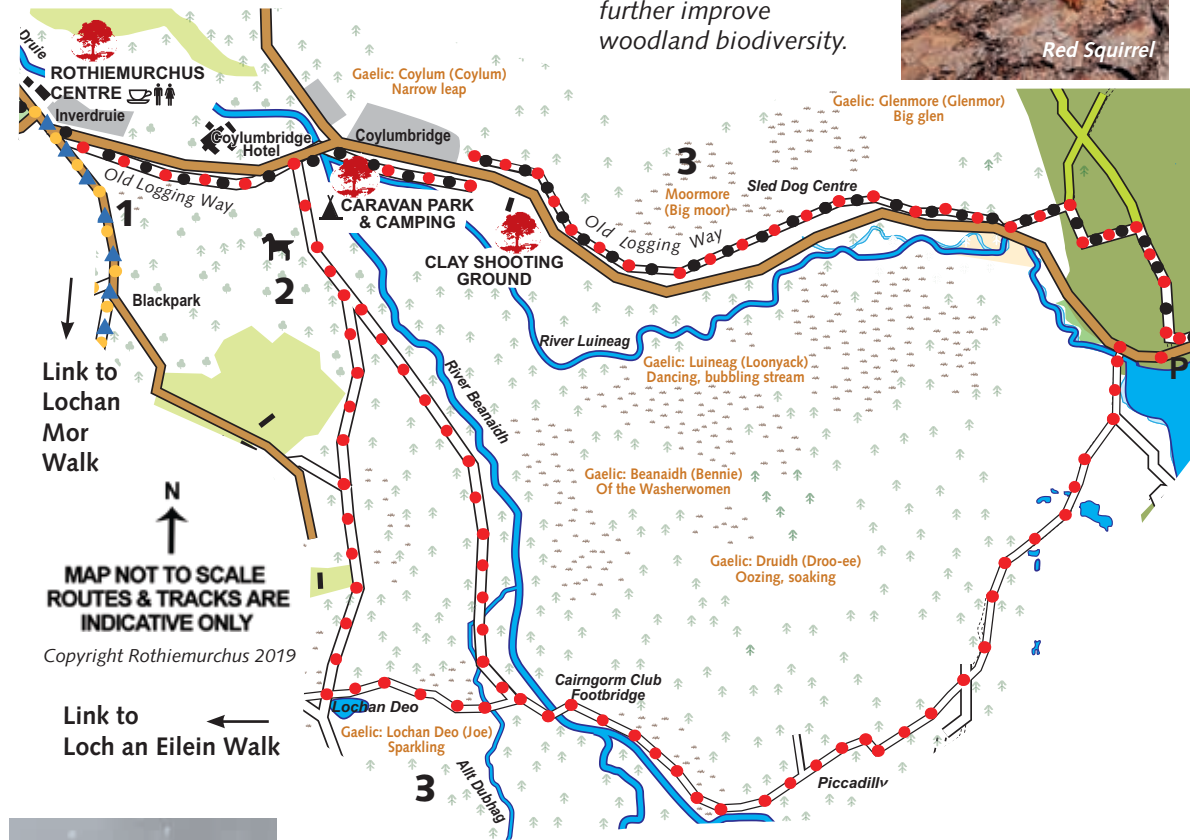 further improve
woodland biodiversity.
Red Squirrel
Druie
ROTHIEMURCHUS
CENTRE
Inverdruie
Gaelic: Coylum (Coylum)
Narrow leap
Coylumbridge
Hotel
Coylumbridge
Gaelic: Glenmore (Glenmor)
Big glen
Old Logging Way
1
CARAVAN PARK
& CAMPING
3
Moormore
(Big moor)
Sled Dog Centre
Old Logging Way
CLAY SHOOTING
GROUND
2
Blackpark
River Luineag
Gaelic: Luineag (Loonyack)
Dancing, bubbling stream
P
Link to
Lochan
Mor
Walk
River Beanaidh
Gaelic: Beanaidh (Bennie)
Of the Washerwomen
N
MAP NOT TO SCALE
ROUTES & TRACKS ARE
INDICATIVE ONLY
Copyright Rothiemurchus 2019
Gaelic: Druidh (Droo-ee)
Oozing, soaking
Link to
Loch an Eilein Walk
Lochan Deo
Gaelic: Lochan Deo (Joe)
Sparkling
Cairngorm Club
Footbridge
3
Allt Dubhag
Piccadilly